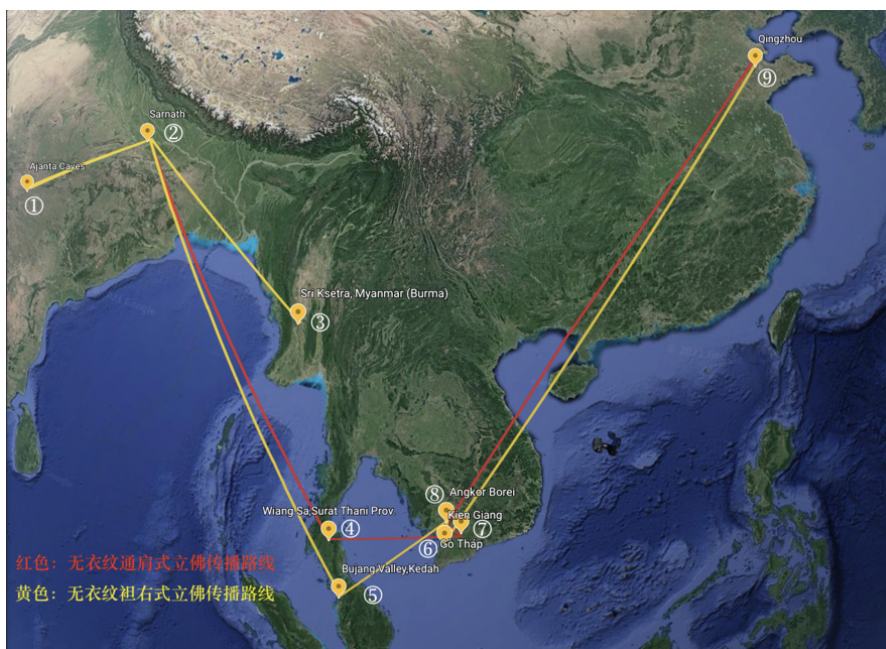 Qingzhou
⑨
Sarnath
②
Ajanta Caves
①
Sri Ksetra, Myanmar (Burma)
③
⑧ Angkor Borei
Wiang Sa,Surat Thani Prov.
④
Kien Giang
⑥ ⑦
Go Tháp
红色：无衣纹通肩式立佛传播路线
Bujang Valley,Kedah
黄色：无衣纹袒右式立佛传播路线
⑤